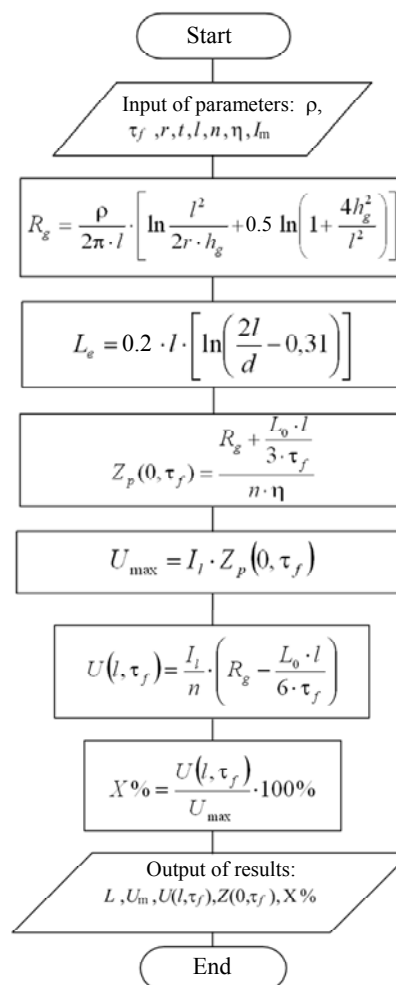 Start
Input of parameters: ρ,
τ_f , r, t, l, n, η, I_m
R_g = ρ/(2π·l) · [ln l²/(2r·h_g) + 0.5 ln(1 + 4h_g²/l²)]
L_e = 0.2 · l · [ln(2l/d − 0,31)]
Z_p(0, τ_f) = (R_g + L_0·l/(3·τ_f))/(n·η)
U_max = I_l · Z_p(0, τ_f)
U(l, τ_f) = I_l/n · (R_g − L_0·l/(6·τ_f))
X% = U(l, τ_f)/U_max · 100%
Output of results:
L , U_m , U(l,τ_f), Z(0,τ_f), X%
End